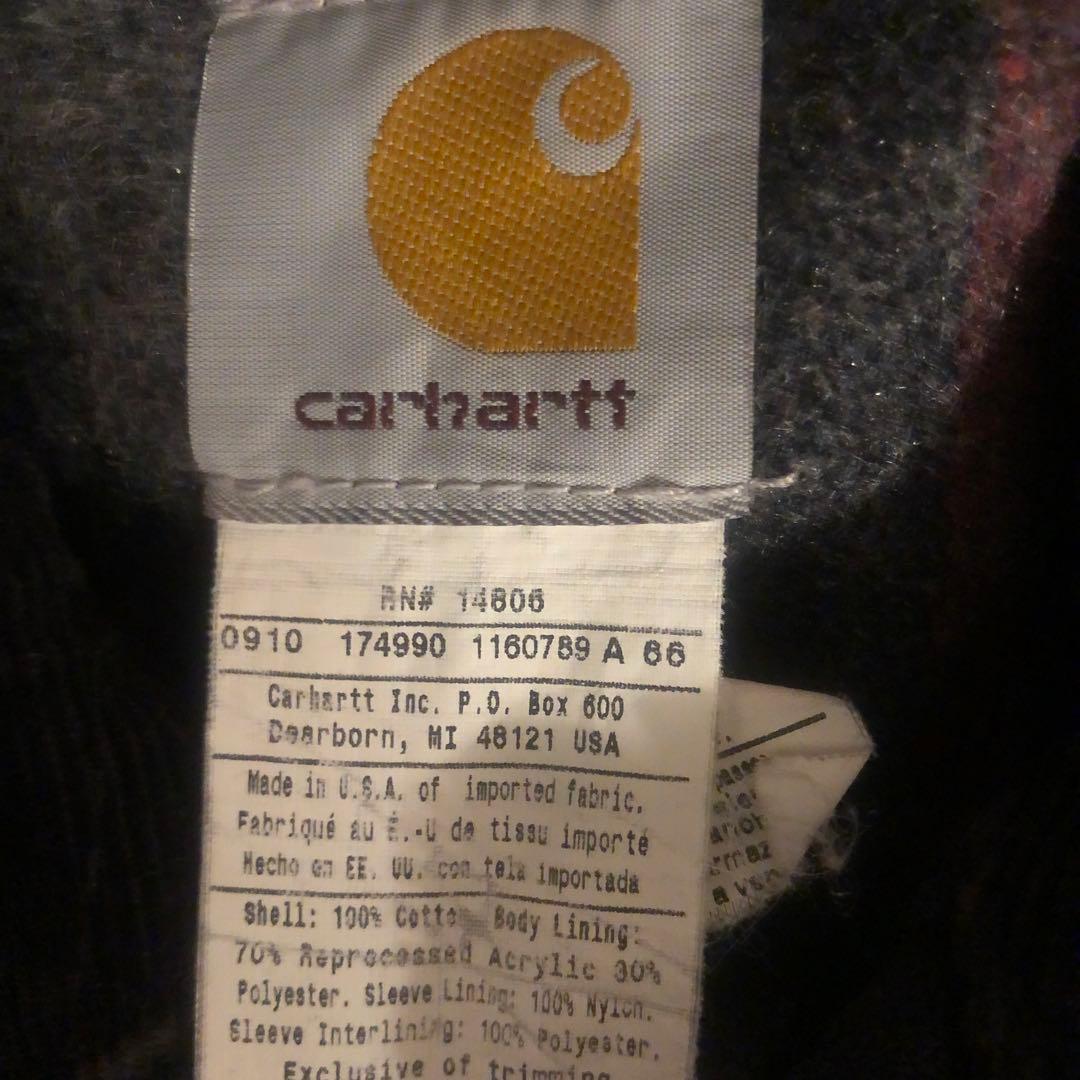 carhartt
RN# 14806
0910 174990 1160789 A 66
Carhartt Inc. P.O. Box 600
Dearborn, MI 48121 USA
Made in U.S.A. of imported fabric.
Fabriqué au É.-U de tissu importé
Hecho en EE. UU. con tela importada
Shell: 100% Cotton Body Lining:
70% Reprocessed Acrylic 30%
Polyester. Sleeve Lining: 100% Nylon.
Sleeve Interlining: 100% Polyester.
Exclusive of trimming